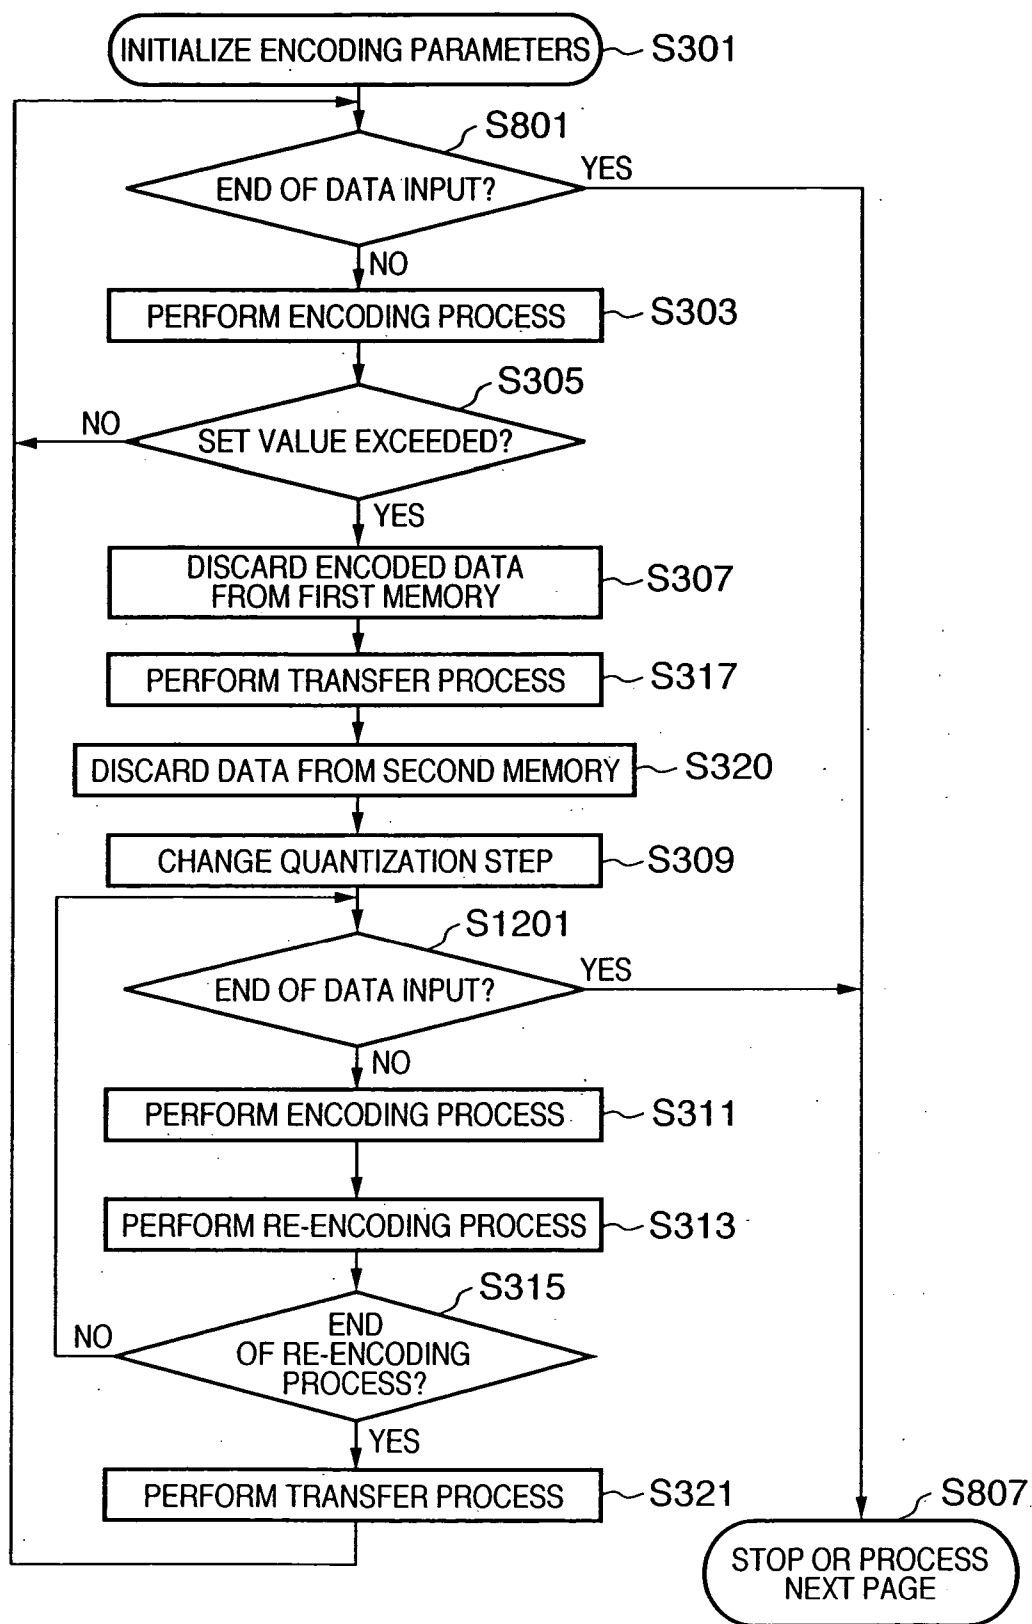 INITIALIZE ENCODING PARAMETERS
S301
S801
END OF DATA INPUT?
YES
NO
PERFORM ENCODING PROCESS
S303
S305
NO
SET VALUE EXCEEDED?
YES
DISCARD ENCODED DATA
FROM FIRST MEMORY
S307
PERFORM TRANSFER PROCESS
S317
DISCARD DATA FROM SECOND MEMORY
S320
CHANGE QUANTIZATION STEP
S309
S1201
END OF DATA INPUT?
YES
NO
PERFORM ENCODING PROCESS
S311
PERFORM RE-ENCODING PROCESS
S313
S315
NO
END
OF RE-ENCODING
PROCESS?
YES
PERFORM TRANSFER PROCESS
S321
S807
STOP OR PROCESS
NEXT PAGE